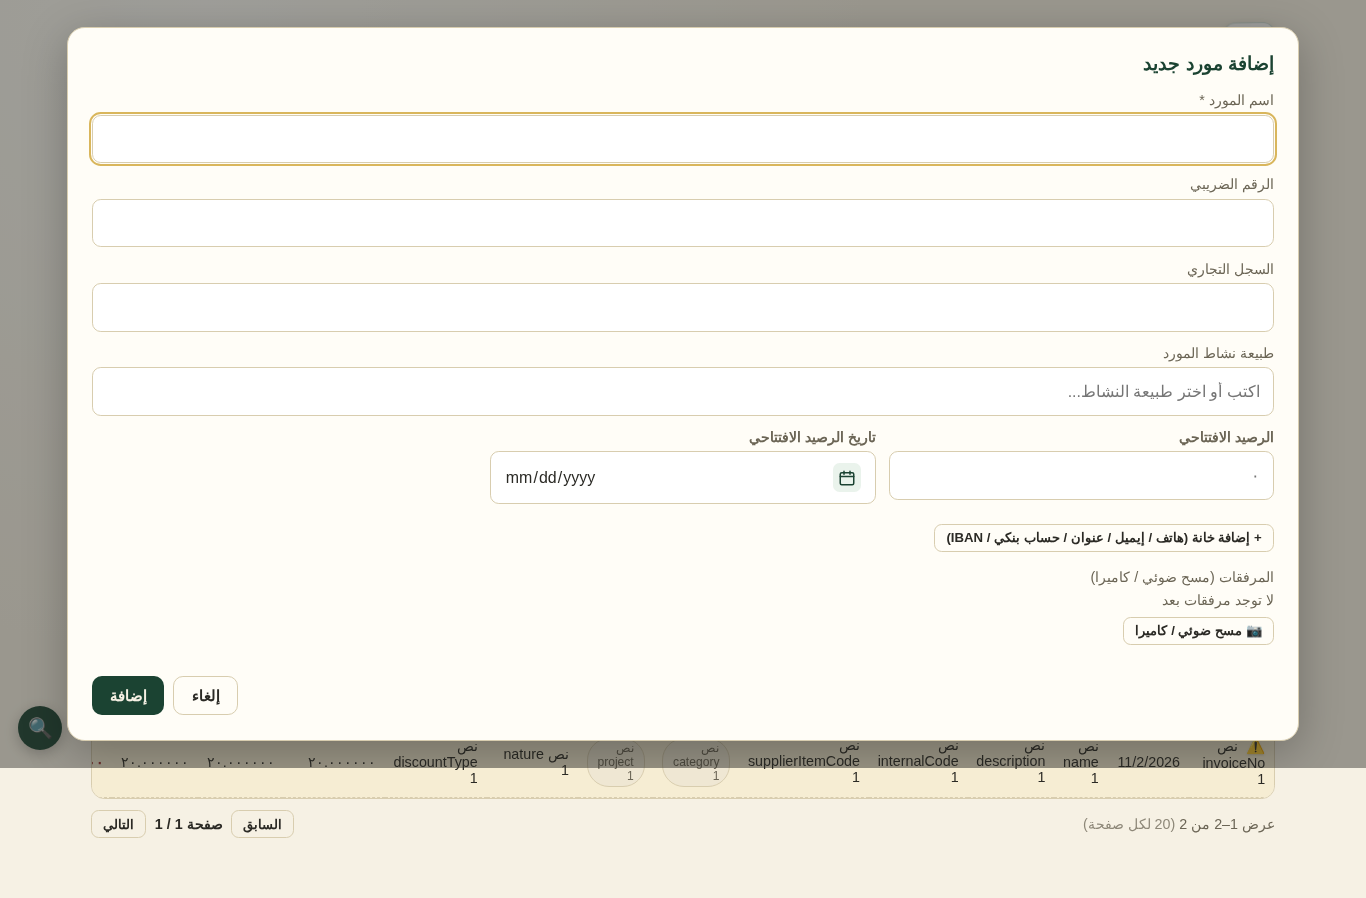 إضافة مورد جديد
اسم المورد *
الرقم الضريبي
السجل التجاري
طبيعة نشاط المورد
اكتب أو اختر طبيعة النشاط...
الرصيد الافتتاحي
٠
تاريخ الرصيد الافتتاحي
mm/dd/yyyy
+ إضافة خانة (هاتف / إيميل / عنوان / حساب بنكي / IBAN)
المرفقات (مسح ضوئي / كاميرا)
لا توجد مرفقات بعد
📷 مسح ضوئي / كاميرا
إلغاء
إضافة
⚠️ نص invoiceNo 1
11/2/2026
نص name 1
نص description 1
نص internalCode 1
نص supplierItemCode 1
نص category 1
نص project 1
نص nature 1
نص discountType 1
٢٠.٠٠٠٠٠٠
٢٠.٠٠٠٠٠٠
٢٠.٠٠٠٠٠٠
عرض 1–2 من 2 (20 لكل صفحة)
السابق
صفحة 1 / 1
التالي